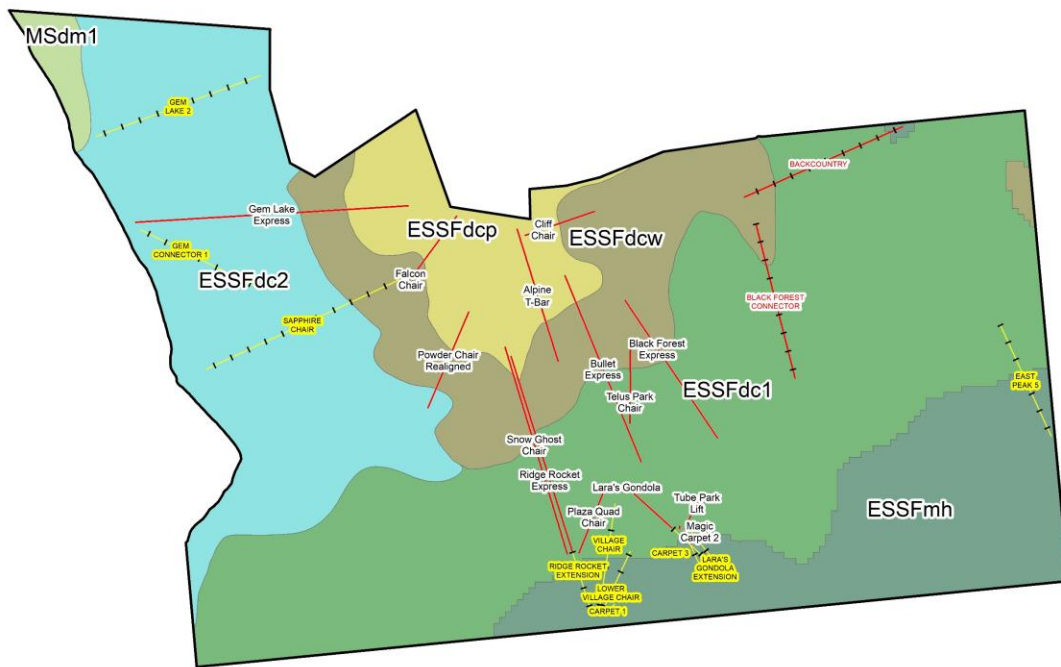 MSdm1
GEM
LAKE 2
BACKCOUNTRY
Gem Lake
Express
ESSFdcp
Cliff
Chair
ESSFdcw
GEM
CONNECTOR 1
ESSFdc2
Falcon
Chair
Alpine
T-Bar
BLACK FOREST
CONNECTOR
SAPPHIRE
CHAIR
Powder Chair
Realigned
Black Forest
Express
Bullet
Express
Telus Park
Chair
ESSFdc1
EAST
PEAK 5
Snow Ghost
Chair
Ridge Rocket
Express
Lara's Gondola
Tube Park
Lift
ESSFmh
Plaza Quad
Chair
Magic
Carpet 2
VILLAGE
CHAIR
CARPET 3
RIDGE ROCKET
EXTENSION
LARA'S
GONDOLA
EXTENSION
LOWER
VILLAGE CHAIR
CARPET 1